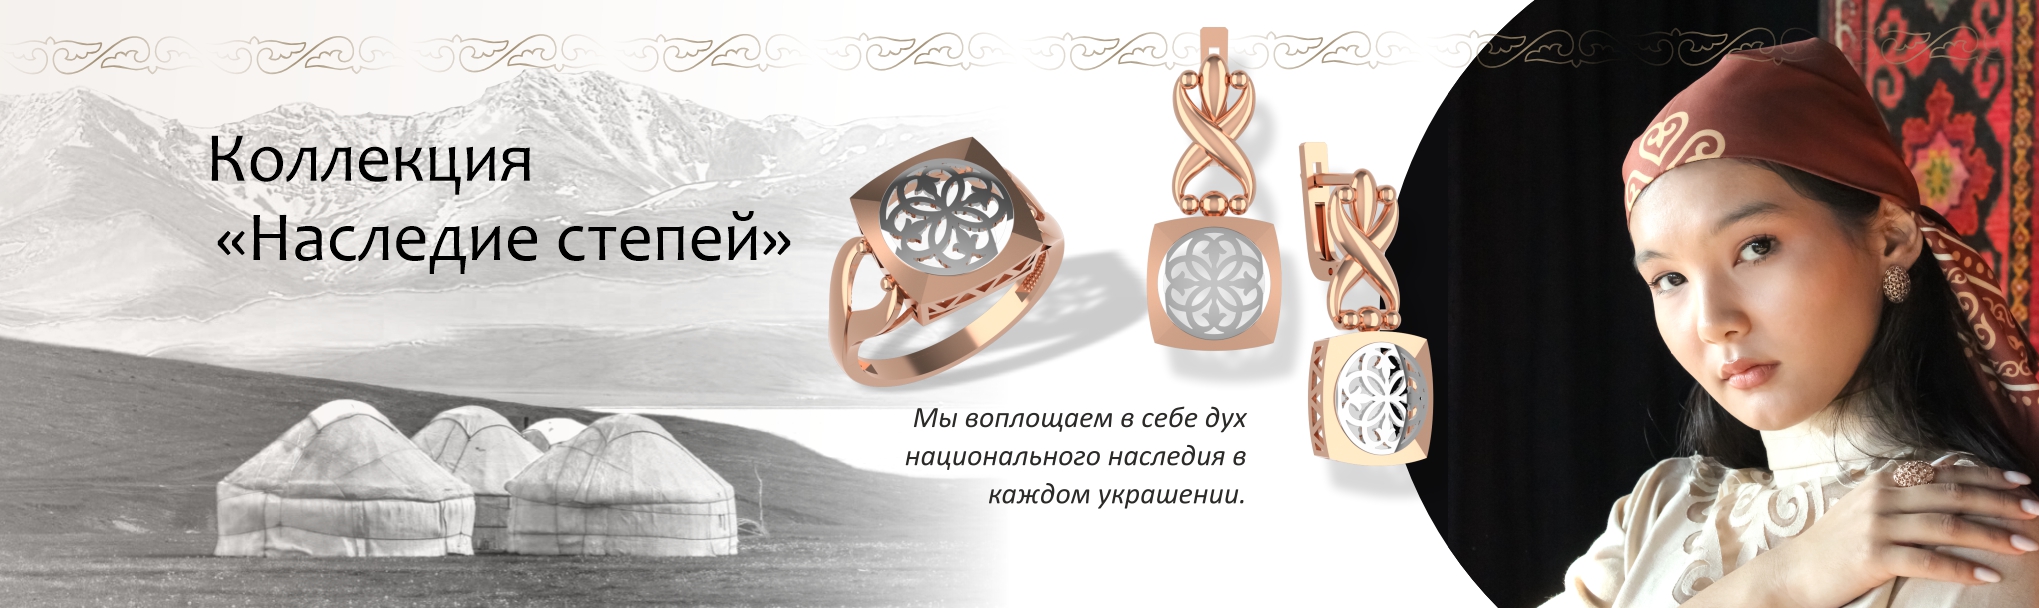 Коллекция
«Наследие степей»
Мы воплощаем в себе дух
национального наследия в
каждом украшении.